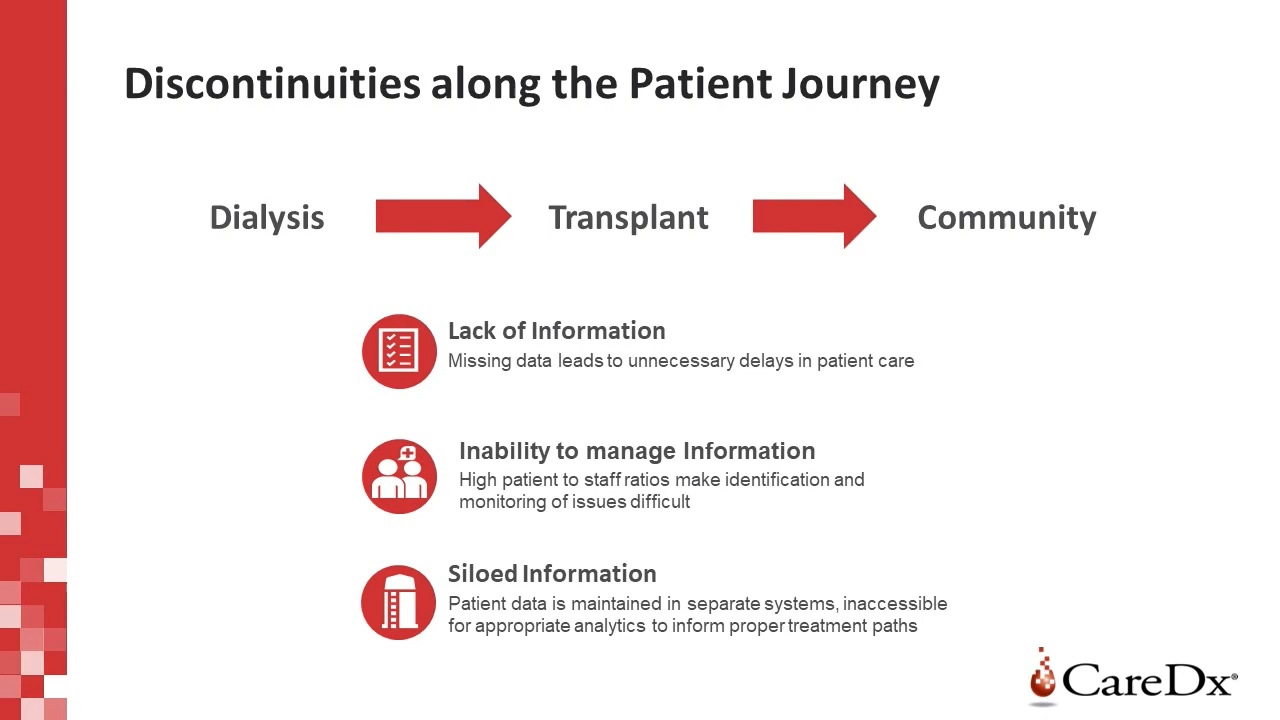 Discontinuities along the Patient Journey
Dialysis
Transplant
Community
Lack of Information
Missing data leads to unnecessary delays in patient care
Inability to manage Information
High patient to staff ratios make identification and
monitoring of issues difficult
Siloed Information
Patient data is maintained in separate systems, inaccessible
for appropriate analytics to inform proper treatment paths
CareDx®